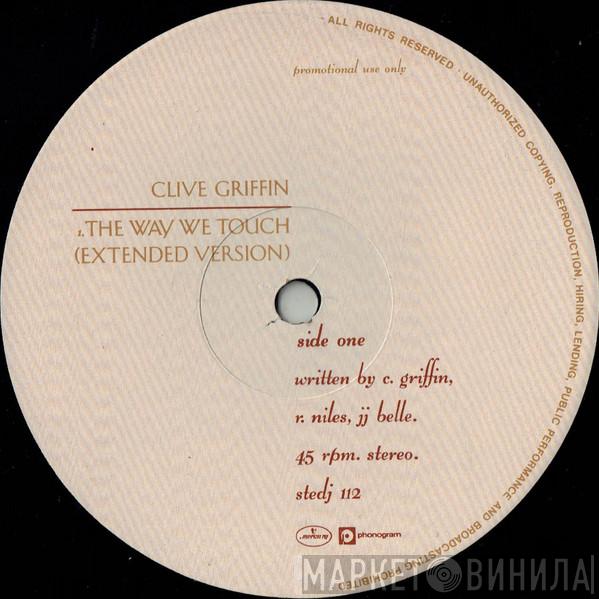 ALL RIGHTS RESERVED · UNAUTHORIZED COPYING, REPRODUCTION, HIRING, LENDING, PUBLIC PERFORMANCE AND BROADCASTING PROHIBITED
promotional use only
CLIVE GRIFFIN
1. THE WAY WE TOUCH
(EXTENDED VERSION)
side one
written by c. griffin,
r. niles, jj belle.
45 rpm. stereo.
stedj 112
mercury phonogram
МАРКЕТ ВИНИЛА